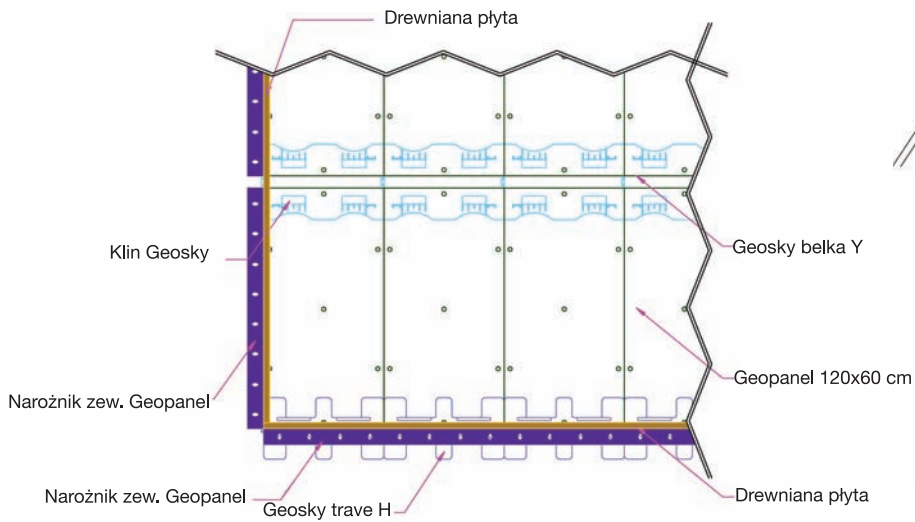 Drewniana płyta
Klin Geosky
Geosky belka Y
Geopanel 120x60 cm
Narożnik zew. Geopanel
Narożnik zew. Geopanel
Geosky trave H
Drewniana płyta